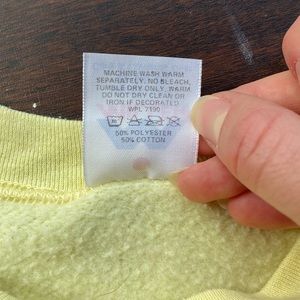 MACHINE WASH WARM
SEPARATELY. NO BLEACH,
TUMBLE DRY ONLY, WARM
DO NOT DRY CLEAN OR
IRON IF DECORATED
WPL 7190
50% POLYESTER
50% COTTON